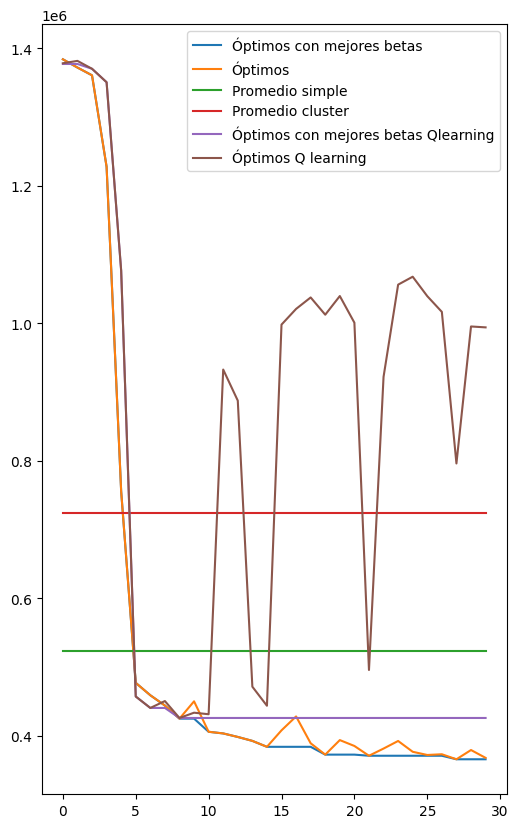 1e6
Óptimos con mejores betas
Óptimos
Promedio simple
Promedio cluster
Óptimos con mejores betas Qlearning
Óptimos Q learning
1.4
1.2
1.0
0.8
0.6
0.4
0 5 10 15 20 25 30